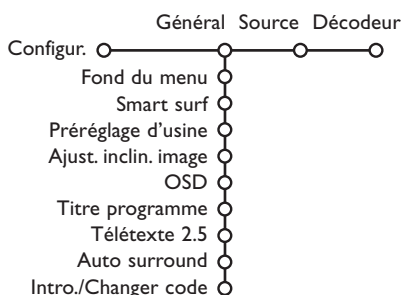 Général Source Décodeur
Configur.
Fond du menu
Smart surf
Préréglage d'usine
Ajust. inclin. image
OSD
Titre programme
Télétexte 2.5
Auto surround
Intro./Changer code